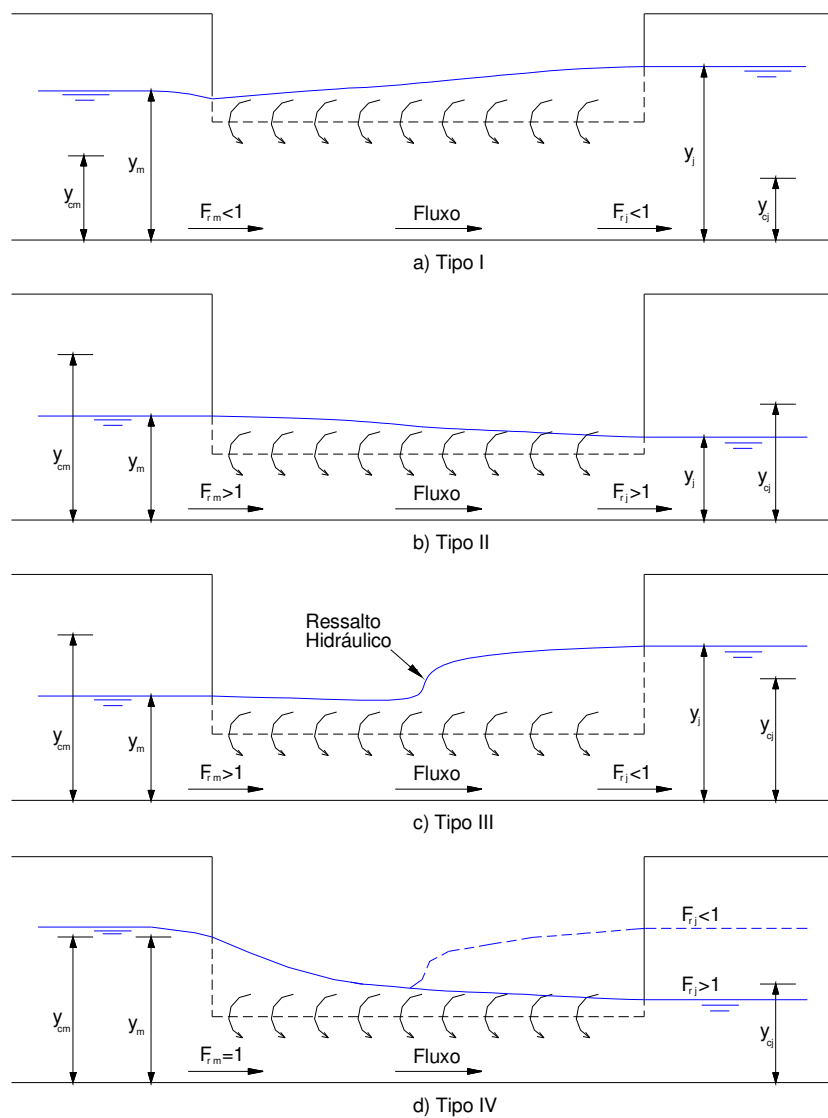 y_cm
y_m
F_rm<1
Fluxo
F_rj<1
y_j
y_cj
a) Tipo I
y_cm
y_m
F_rm>1
Fluxo
F_rj>1
y_j
y_cj
b) Tipo II
Ressalto
Hidráulico
y_cm
y_m
F_rm>1
Fluxo
F_rj<1
y_j
y_cj
c) Tipo III
F_rj<1
F_rj>1
y_cm
y_m
F_rm=1
Fluxo
y_cj
d) Tipo IV